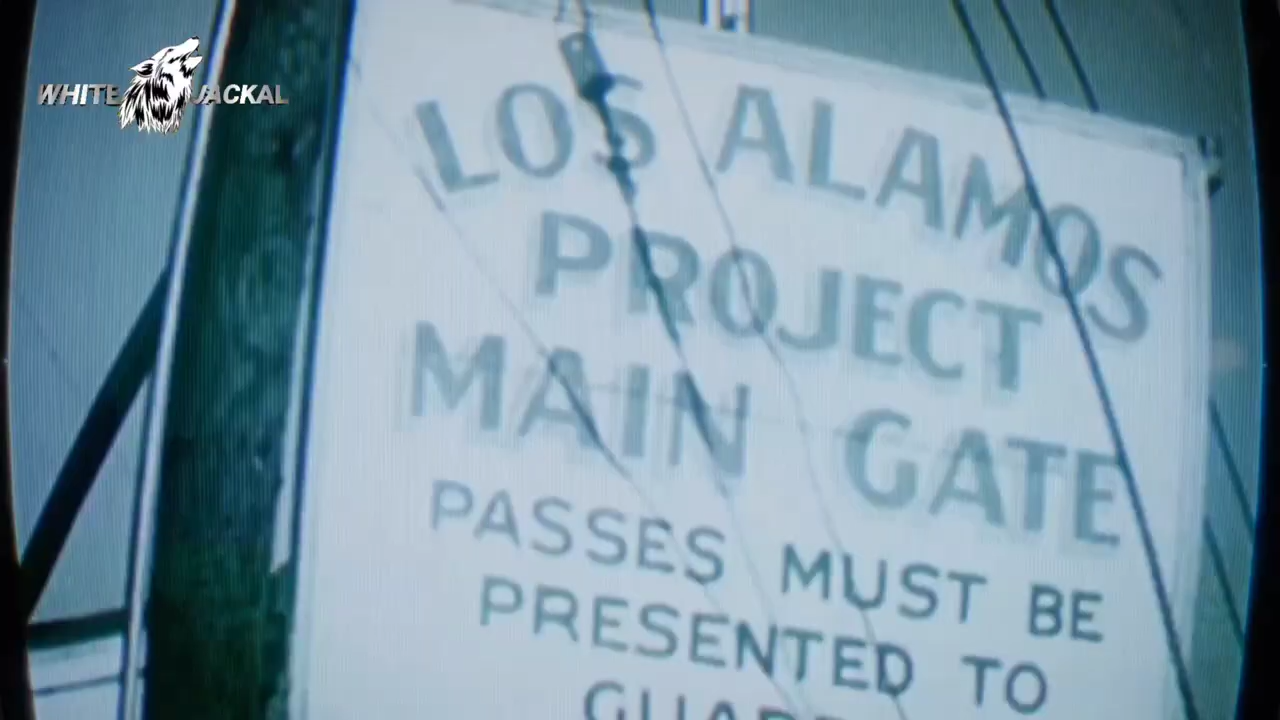 WHITE JACKAL
LOS ALAMOS
PROJECT
MAIN GATE
PASSES MUST BE
PRESENTED TO